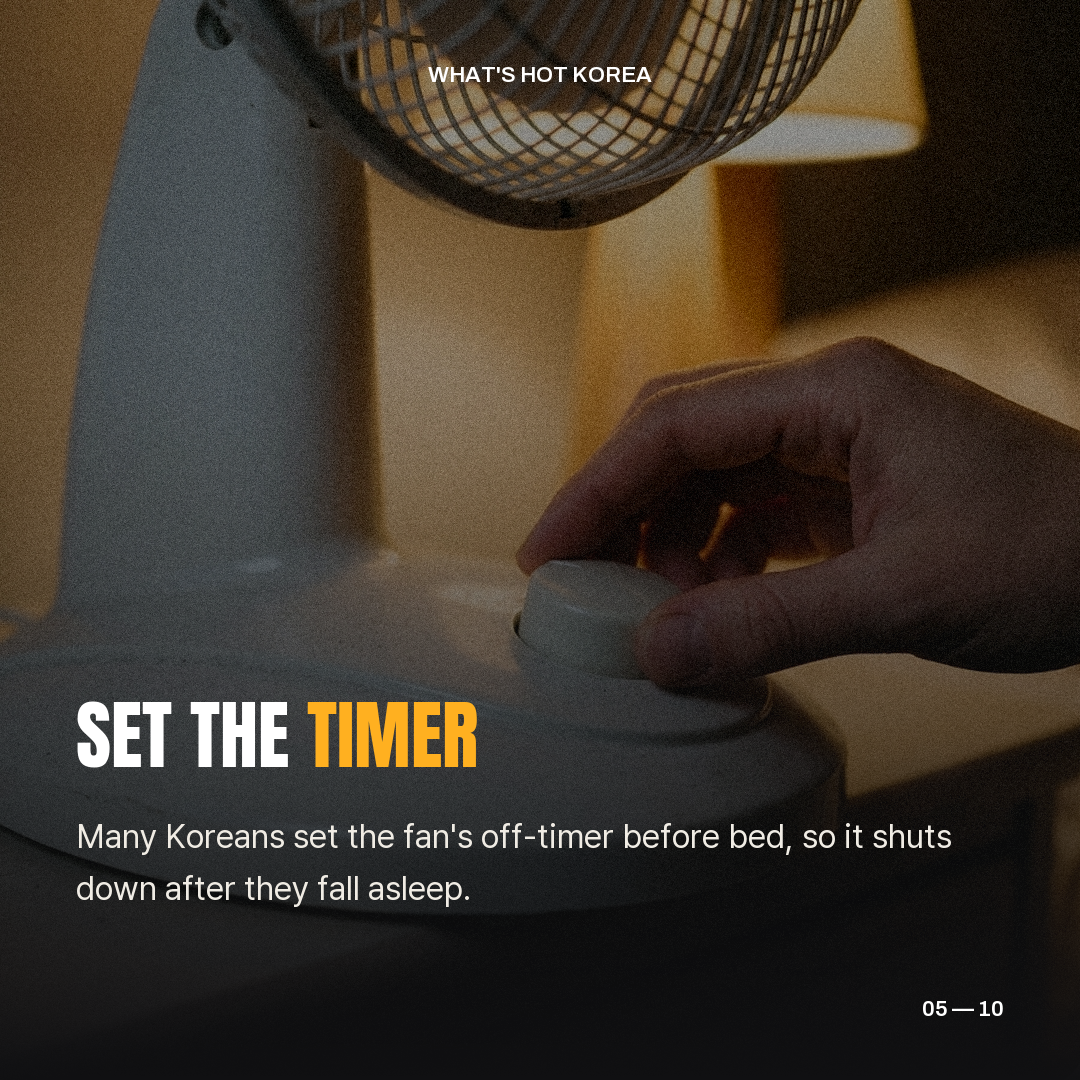 WHAT'S HOT KOREA
SET THE TIMER
Many Koreans set the fan's off-timer before bed, so it shuts
down after they fall asleep.
05 — 10